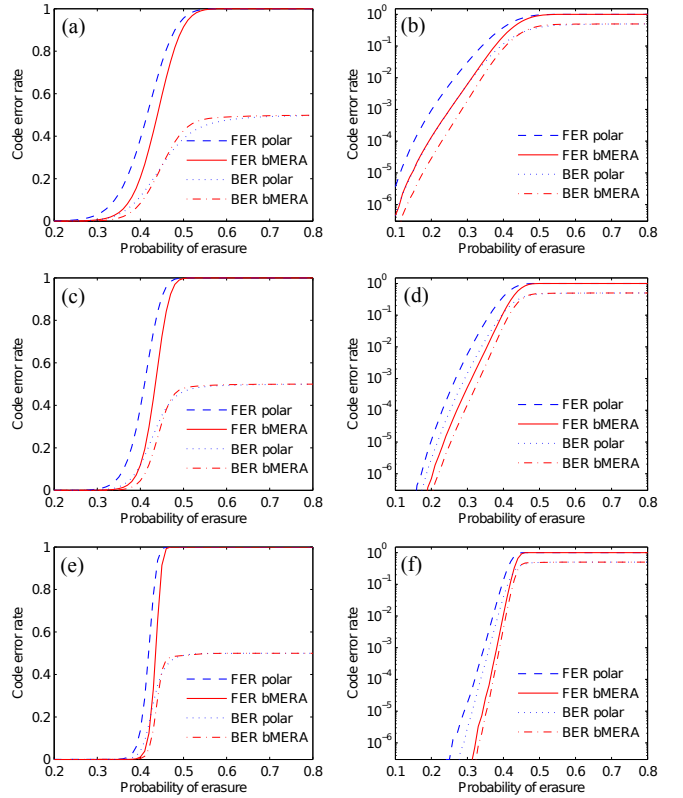 (a)
Code error rate
1
0.8
0.6
0.4
0.2
0
0.2 0.3 0.4 0.5 0.6 0.7 0.8
Probability of erasure
FER polar
FER bMERA
BER polar
BER bMERA
(b)
Code error rate
10^0
10^-1
10^-2
10^-3
10^-4
10^-5
10^-6
0.1 0.2 0.3 0.4 0.5 0.6 0.7 0.8
Probability of erasure
FER polar
FER bMERA
BER polar
BER bMERA
(c)
Code error rate
1
0.8
0.6
0.4
0.2
0
0.2 0.3 0.4 0.5 0.6 0.7 0.8
Probability of erasure
FER polar
FER bMERA
BER polar
BER bMERA
(d)
Code error rate
10^0
10^-1
10^-2
10^-3
10^-4
10^-5
10^-6
0.1 0.2 0.3 0.4 0.5 0.6 0.7 0.8
Probability of erasure
FER polar
FER bMERA
BER polar
BER bMERA
(e)
Code error rate
1
0.8
0.6
0.4
0.2
0
0.2 0.3 0.4 0.5 0.6 0.7 0.8
Probability of erasure
FER polar
FER bMERA
BER polar
BER bMERA
(f)
Code error rate
10^0
10^-1
10^-2
10^-3
10^-4
10^-5
10^-6
0.1 0.2 0.3 0.4 0.5 0.6 0.7 0.8
Probability of erasure
FER polar
FER bMERA
BER polar
BER bMERA